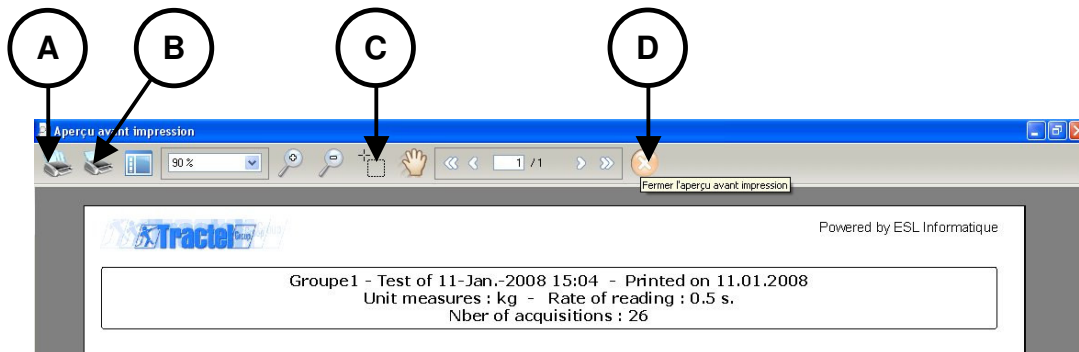 A B C D
Aperçu avant impression
90 % 1 /1
Fermer l'aperçu avant impression
Tractel Group
Powered by ESL Informatique
Groupe1 - Test of 11-Jan.-2008 15:04 - Printed on 11.01.2008
Unit measures : kg - Rate of reading : 0.5 s.
Nber of acquisitions : 26